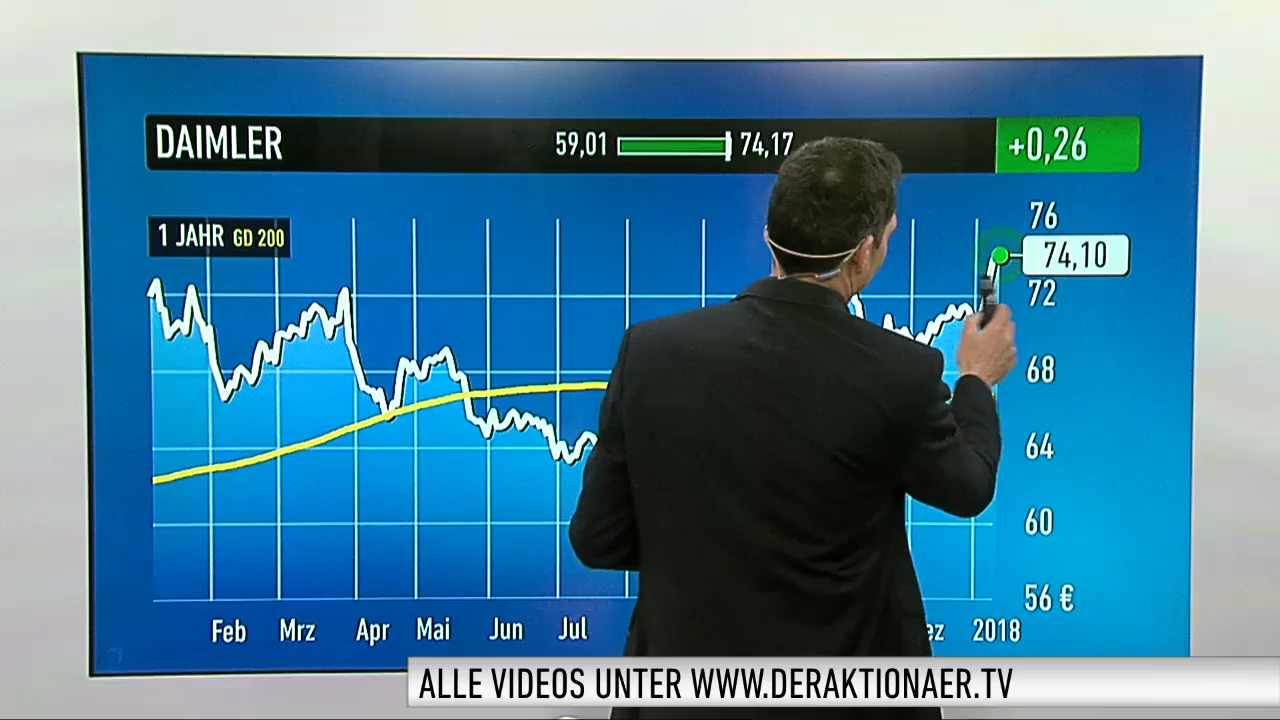 DAIMLER 59,01 74,17 +0,26
1 JAHR GD 200
76
74,10
72
68
64
60
56 €
Feb Mrz Apr Mai Jun Jul ez 2018
ALLE VIDEOS UNTER WWW.DERAKTIONAER.TV